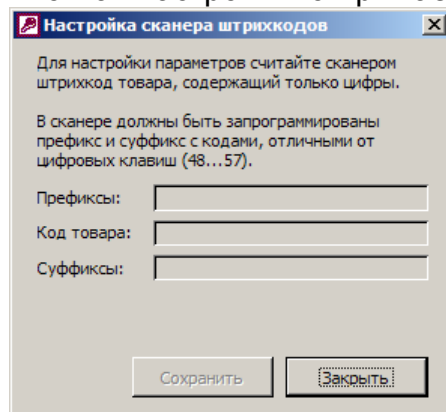 Настройка сканера штрихкодов
Для настройки параметров считайте сканером
штрихкод товара, содержащий только цифры.
В сканере должны быть запрограммированы
префикс и суффикс с кодами, отличными от
цифровых клавиш (48...57).
Префиксы:
Код товара:
Суффиксы:
Сохранить
Закрыть